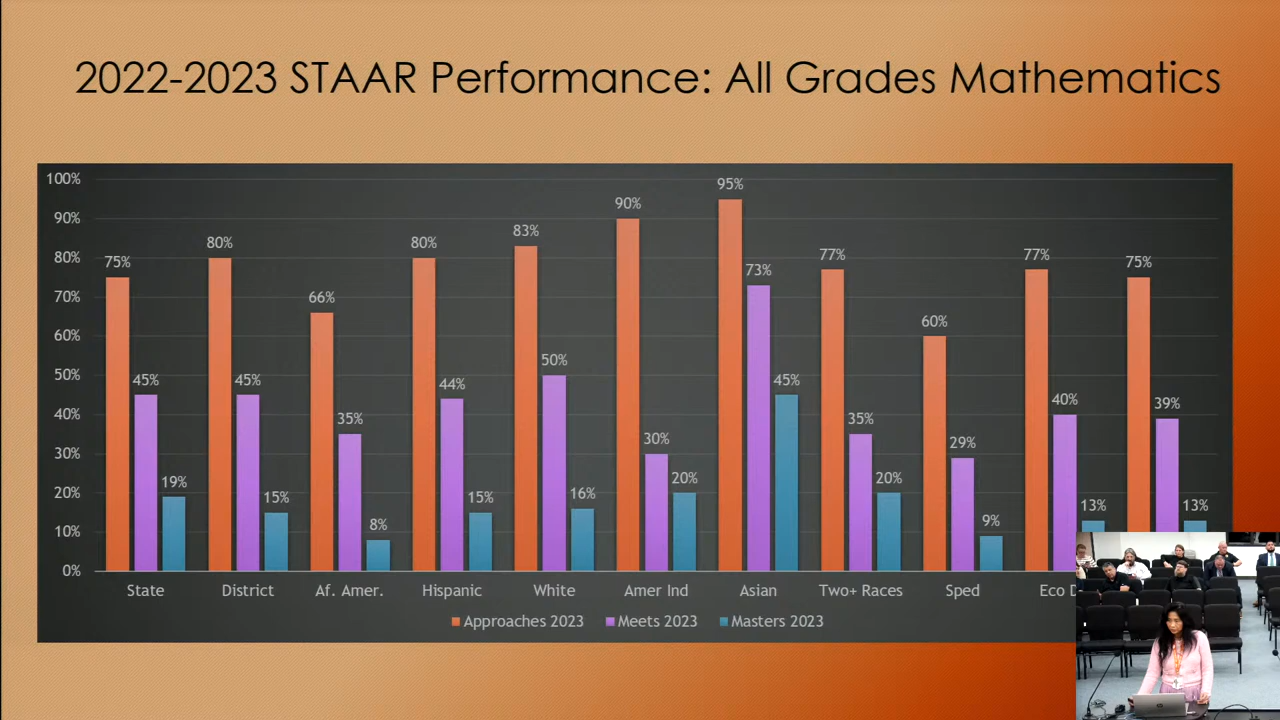 2022-2023 STAAR Performance: All Grades Mathematics
100%
90%
80%
70%
60%
50%
40%
30%
20%
10%
0%
75% 45% 19%
80% 45% 15%
66% 35% 8%
80% 44% 15%
83% 50% 16%
90% 30% 20%
95% 73% 45%
77% 35% 20%
60% 29% 9%
77% 40% 13%
75% 39% 13%
State District Af. Amer. Hispanic White Amer Ind Asian Two+ Races Sped Eco
Approaches 2023 Meets 2023 Masters 2023